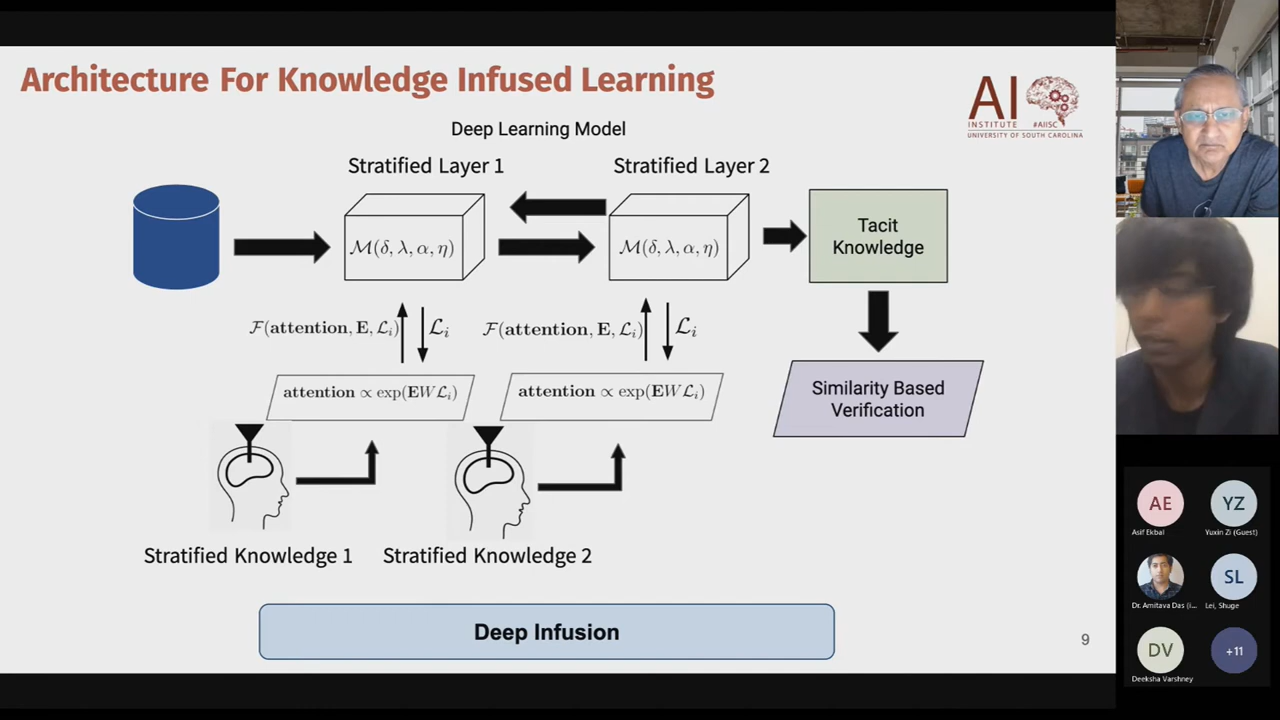 Architecture For Knowledge Infused Learning
AI
INSTITUTE #AIISC
UNIVERSITY OF SOUTH CAROLINA
Deep Learning Model
Stratified Layer 1
Stratified Layer 2
ℳ(δ, λ, α, η)
ℳ(δ, λ, α, η)
Tacit
Knowledge
ℱ(attention, E, ℒᵢ)
ℒᵢ
ℱ(attention, E, ℒᵢ)
ℒᵢ
attention ∝ exp(EWℒᵢ)
attention ∝ exp(EWℒᵢ)
Similarity Based
Verification
Stratified Knowledge 1
Stratified Knowledge 2
Deep Infusion
9
AE
YZ
Asif Ekbal
Yuxin Zi (Guest)
SL
Dr. Amitava Das (i...
Lei, Shuge
DV
+11
Deeksha Varshney